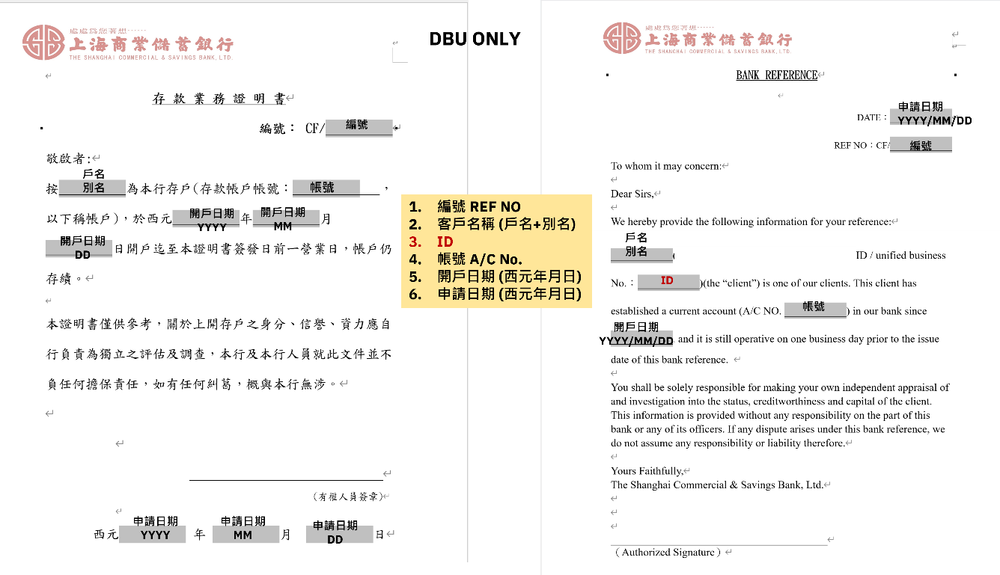 處處為您著想……
上海商業儲蓄銀行
THE SHANGHAI COMMERCIAL & SAVINGS BANK, LTD.
存款業務證明書
編號： CF/ 編號
敬啟者:
戶名
按 別名 為本行存戶(存款帳戶帳號： 帳號 ，
以下稱帳戶)，於西元 開戶日期 YYYY 年 開戶日期 MM 月
開戶日期 DD 日開戶迄至本證明書簽發日前一營業日，帳戶仍
存續。
本證明書僅供參考，關於上開存戶之身分、信譽、資力應自
行負責為獨立之評估及調查，本行及本行人員就此文件並不
負任何擔保責任，如有任何糾葛，概與本行無涉。
(有權人員簽章)
西元 申請日期 YYYY 年 申請日期 MM 月 申請日期 DD 日
DBU ONLY
1. 編號 REF NO
2. 客戶名稱 (戶名+別名)
3. ID
4. 帳號 A/C No.
5. 開戶日期 (西元年月日)
6. 申請日期 (西元年月日)
處處為您著想……
上海商業儲蓄銀行
THE SHANGHAI COMMERCIAL & SAVINGS BANK, LTD.
BANK REFERENCE
申請日期
DATE： YYYY/MM/DD
REF NO：CF/ 編號
To whom it may concern:
Dear Sirs,
We hereby provide the following information for your reference:
戶名
別名 ( ID / unified business
No.： ID )(the “client”) is one of our clients. This client has
established a current account (A/C NO. 帳號 ) in our bank since
開戶日期
YYYY/MM/DD and it is still operative on one business day prior to the issue
date of this bank reference.
You shall be solely responsible for making your own independent appraisal of
and investigation into the status, creditworthiness and capital of the client.
This information is provided without any responsibility on the part of this
bank or any of its officers. If any dispute arises under this bank reference, we
do not assume any responsibility or liability therefore.
Yours Faithfully,
The Shanghai Commercial & Savings Bank, Ltd.
（Authorized Signature）